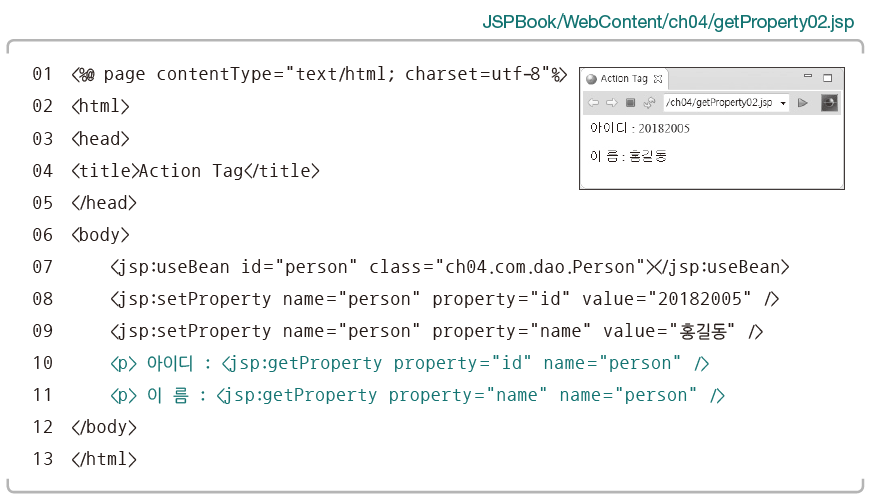 JSPBook/WebContent/ch04/getProperty02.jsp
01 <%@ page contentType="text/html; charset=utf-8"%>
02 <html>
03 <head>
04 <title>Action Tag</title>
05 </head>
06 <body>
07 <jsp:useBean id="person" class="ch04.com.dao.Person"></jsp:useBean>
08 <jsp:setProperty name="person" property="id" value="20182005" />
09 <jsp:setProperty name="person" property="name" value="홍길동" />
10 <p> 아이디 : <jsp:getProperty property="id" name="person" />
11 <p> 이 름 : <jsp:getProperty property="name" name="person" />
12 </body>
13 </html>
Action Tag
/ch04/getProperty02.jsp
아이디 : 20182005
이 름 : 홍길동